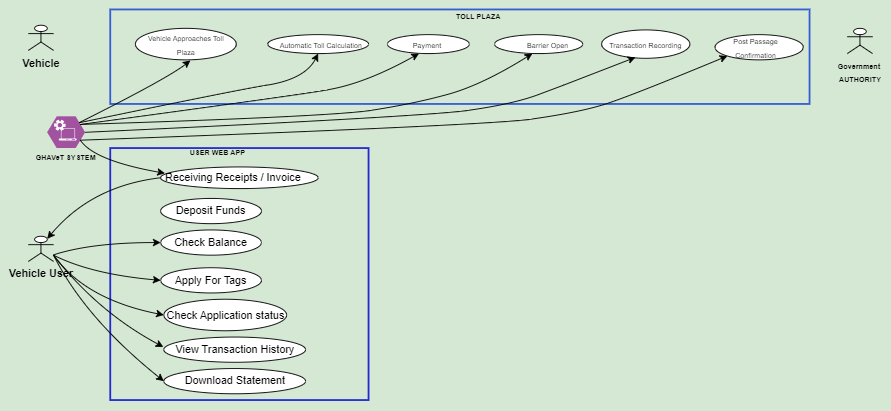 TOLL PLAZA
Vehicle Approaches Toll
Plaza
Automatic Toll Calculation
Payment
Barrier Open
Transaction Recording
Post Passage
Confirmation
Vehicle
Government
AUTHORITY
GHAVeT SYSTEM
USER WEB APP
Receiving Receipts / Invoice
Deposit Funds
Check Balance
Vehicle User
Apply For Tags
Check Application status
View Transaction History
Download Statement